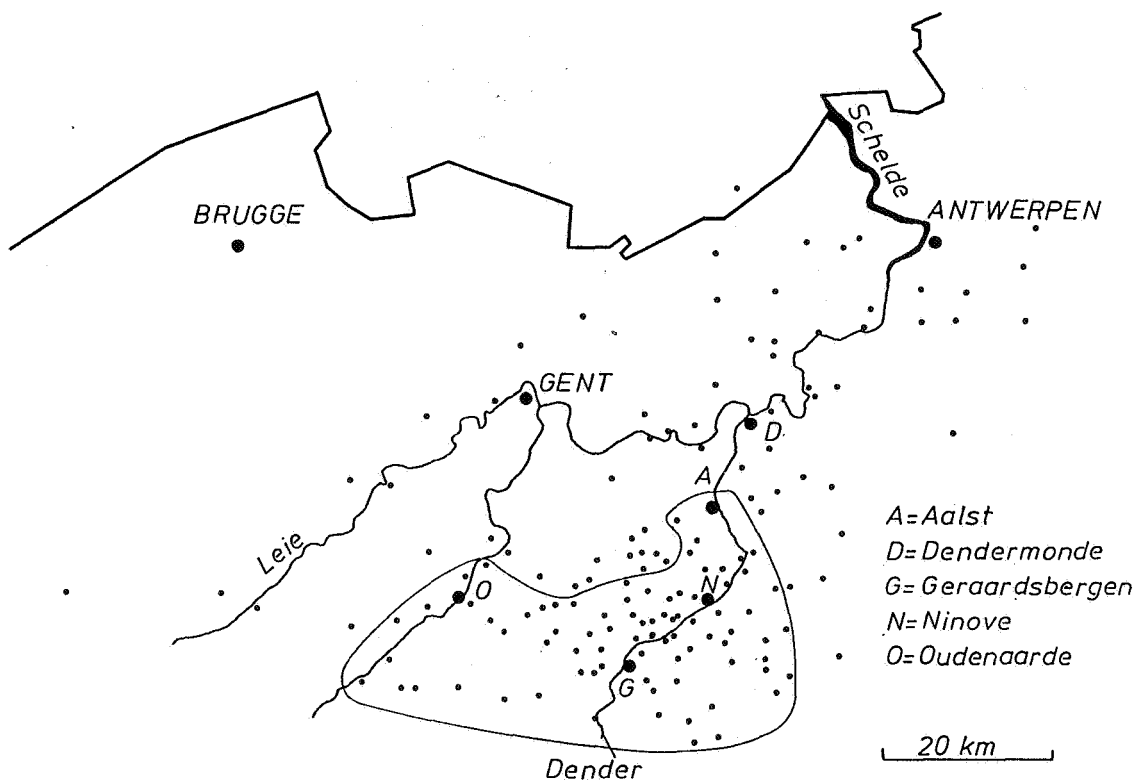 Schelde
BRUGGE
ANTWERPEN
GENT
D
A
A=Aalst
Leie
D=Dendermonde
O
N
G=Geraardsbergen
N=Ninove
G
O=Oudenaarde
20 km
Dender